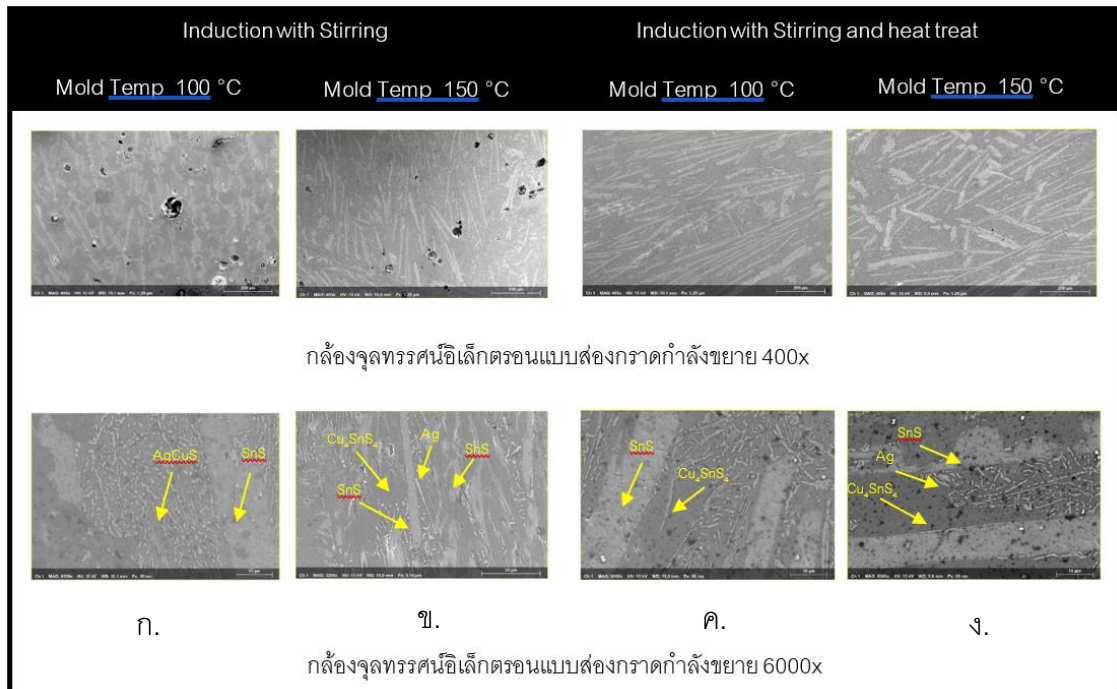 Induction with Stirring
Induction with Stirring and heat treat
Mold Temp 100 °C
Mold Temp 150 °C
Mold Temp 100 °C
Mold Temp 150 °C
กล้องจุลทรรศน์อิเล็กตรอนแบบส่องกราดกำลังขยาย 400x
AgCuS
SnS
Cu₄SnS₄
Ag
SnS
SnS
SnS
Cu₄SnS₄
SnS
Ag
Cu₄SnS₄
ก.
ข.
ค.
ง.
กล้องจุลทรรศน์อิเล็กตรอนแบบส่องกราดกำลังขยาย 6000x